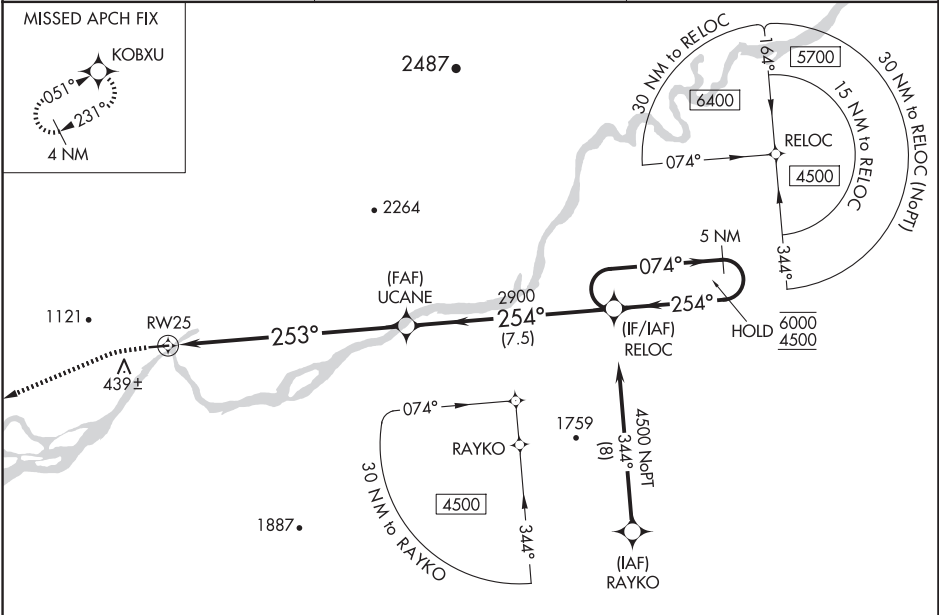 MISSED APCH FIX
KOBXU
051°
231°
4 NM
2487
2264
1121
RW25
439±
253°
(FAF)
UCANE
2900
254°
(7.5)
(IF/IAF)
RELOC
074°
254°
5 NM
HOLD
6000
4500
4500 NoPT
344°
(8)
(IAF)
RAYKO
1759
1887
30 NM to RELOC
6400
074°
164°
5700
15 NM to RELOC
30 NM to RELOC (NoPT)
RELOC
4500
344°
074°
RAYKO
4500
344°
30 NM to RAYKO